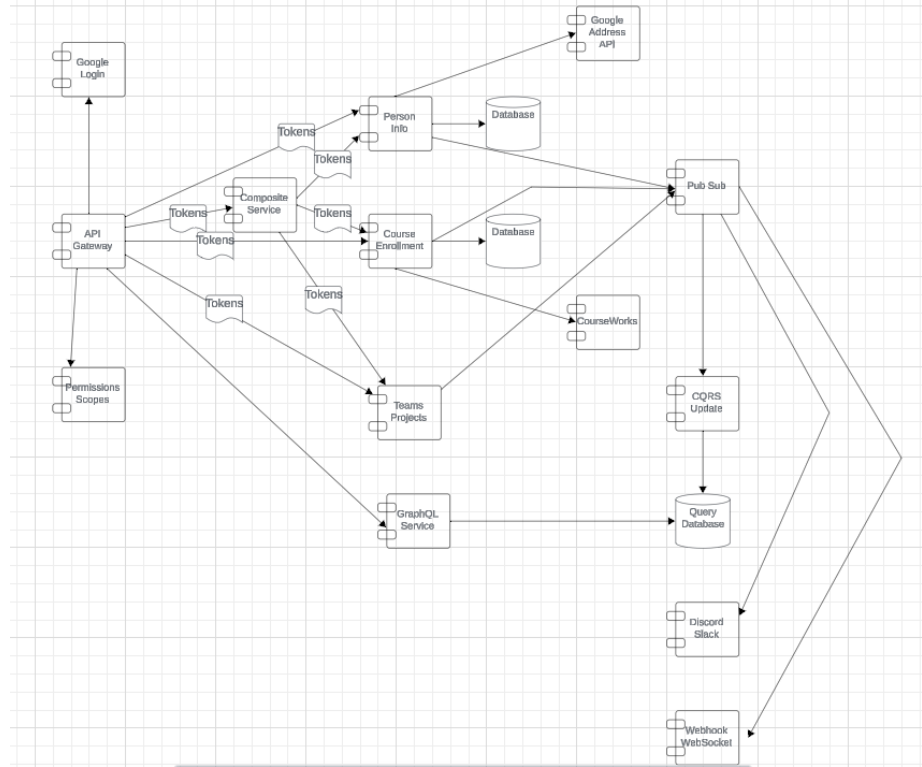 Google
Address
API
Google
Login
Person
Info
Database
Tokens
Tokens
Pub Sub
Composite
Service
Tokens
Tokens
API
Gateway
Tokens
Course
Enrollment
Database
Tokens
Tokens
CourseWorks
Permissions
Scopes
Teams
Projects
CQRS
Update
GraphQL
Service
Query
Database
Discord
Slack
Webhook
WebSocket